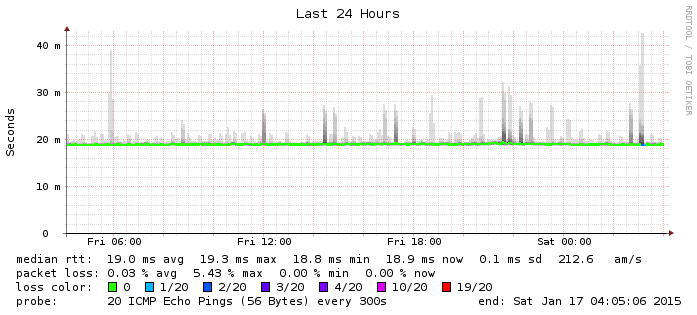 Last 24 Hours
RRDTOOL / TOBI OETIKER
Seconds
40 m
30 m
20 m
10 m
0
Fri 06:00 Fri 12:00 Fri 18:00 Sat 00:00
median rtt: 19.0 ms avg 19.3 ms max 18.8 ms min 18.9 ms now 0.1 ms sd 212.6 am/s
packet loss: 0.03 % avg 5.43 % max 0.00 % min 0.00 % now
loss color: 0 1/20 2/20 3/20 4/20 10/20 19/20
probe: 20 ICMP Echo Pings (56 Bytes) every 300s end: Sat Jan 17 04:05:06 2015